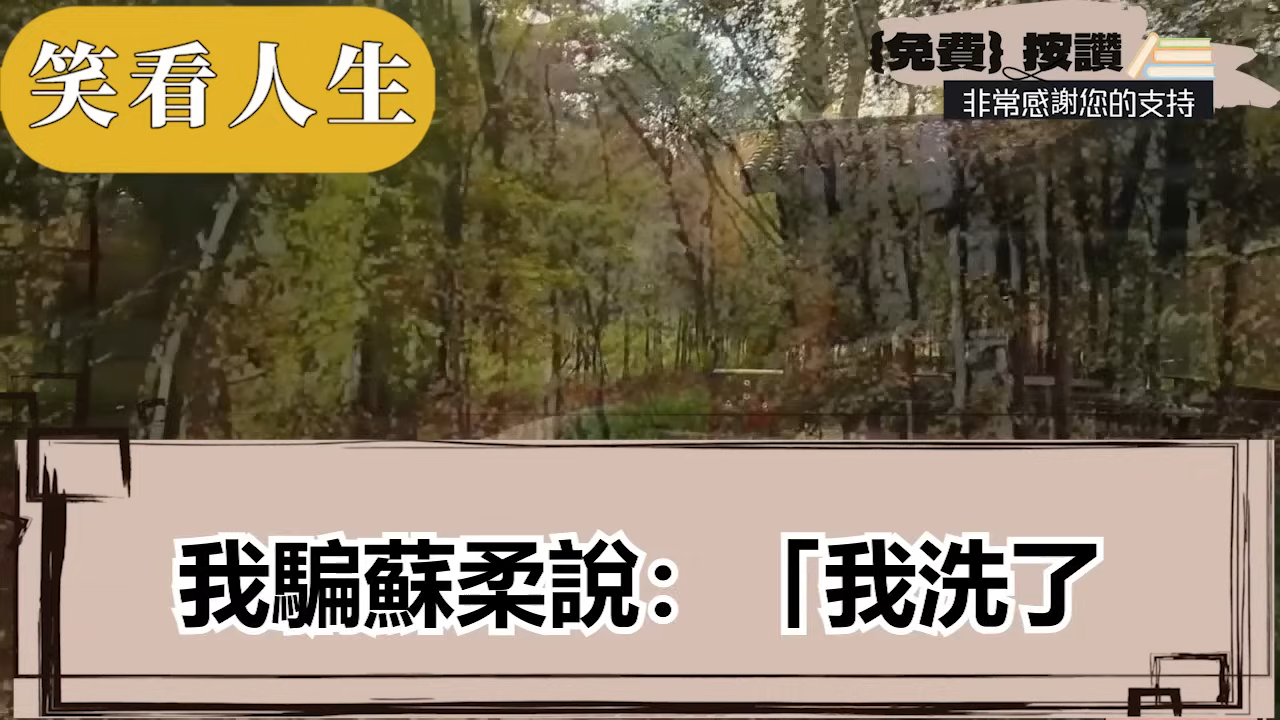 笑看人生
{免費} 按讚
非常感謝您的支持
我騙蘇柔說：「我洗了